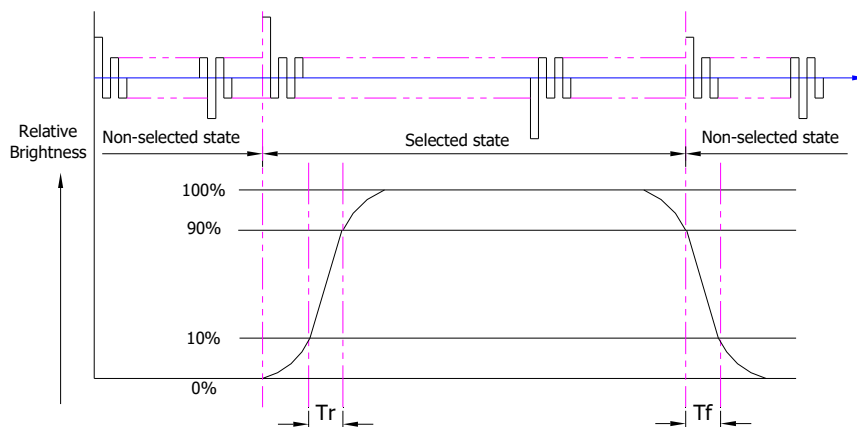 Relative
Brightness
Non-selected state
Selected state
Non-selected state
100%
90%
10%
0%
Tr
Tf